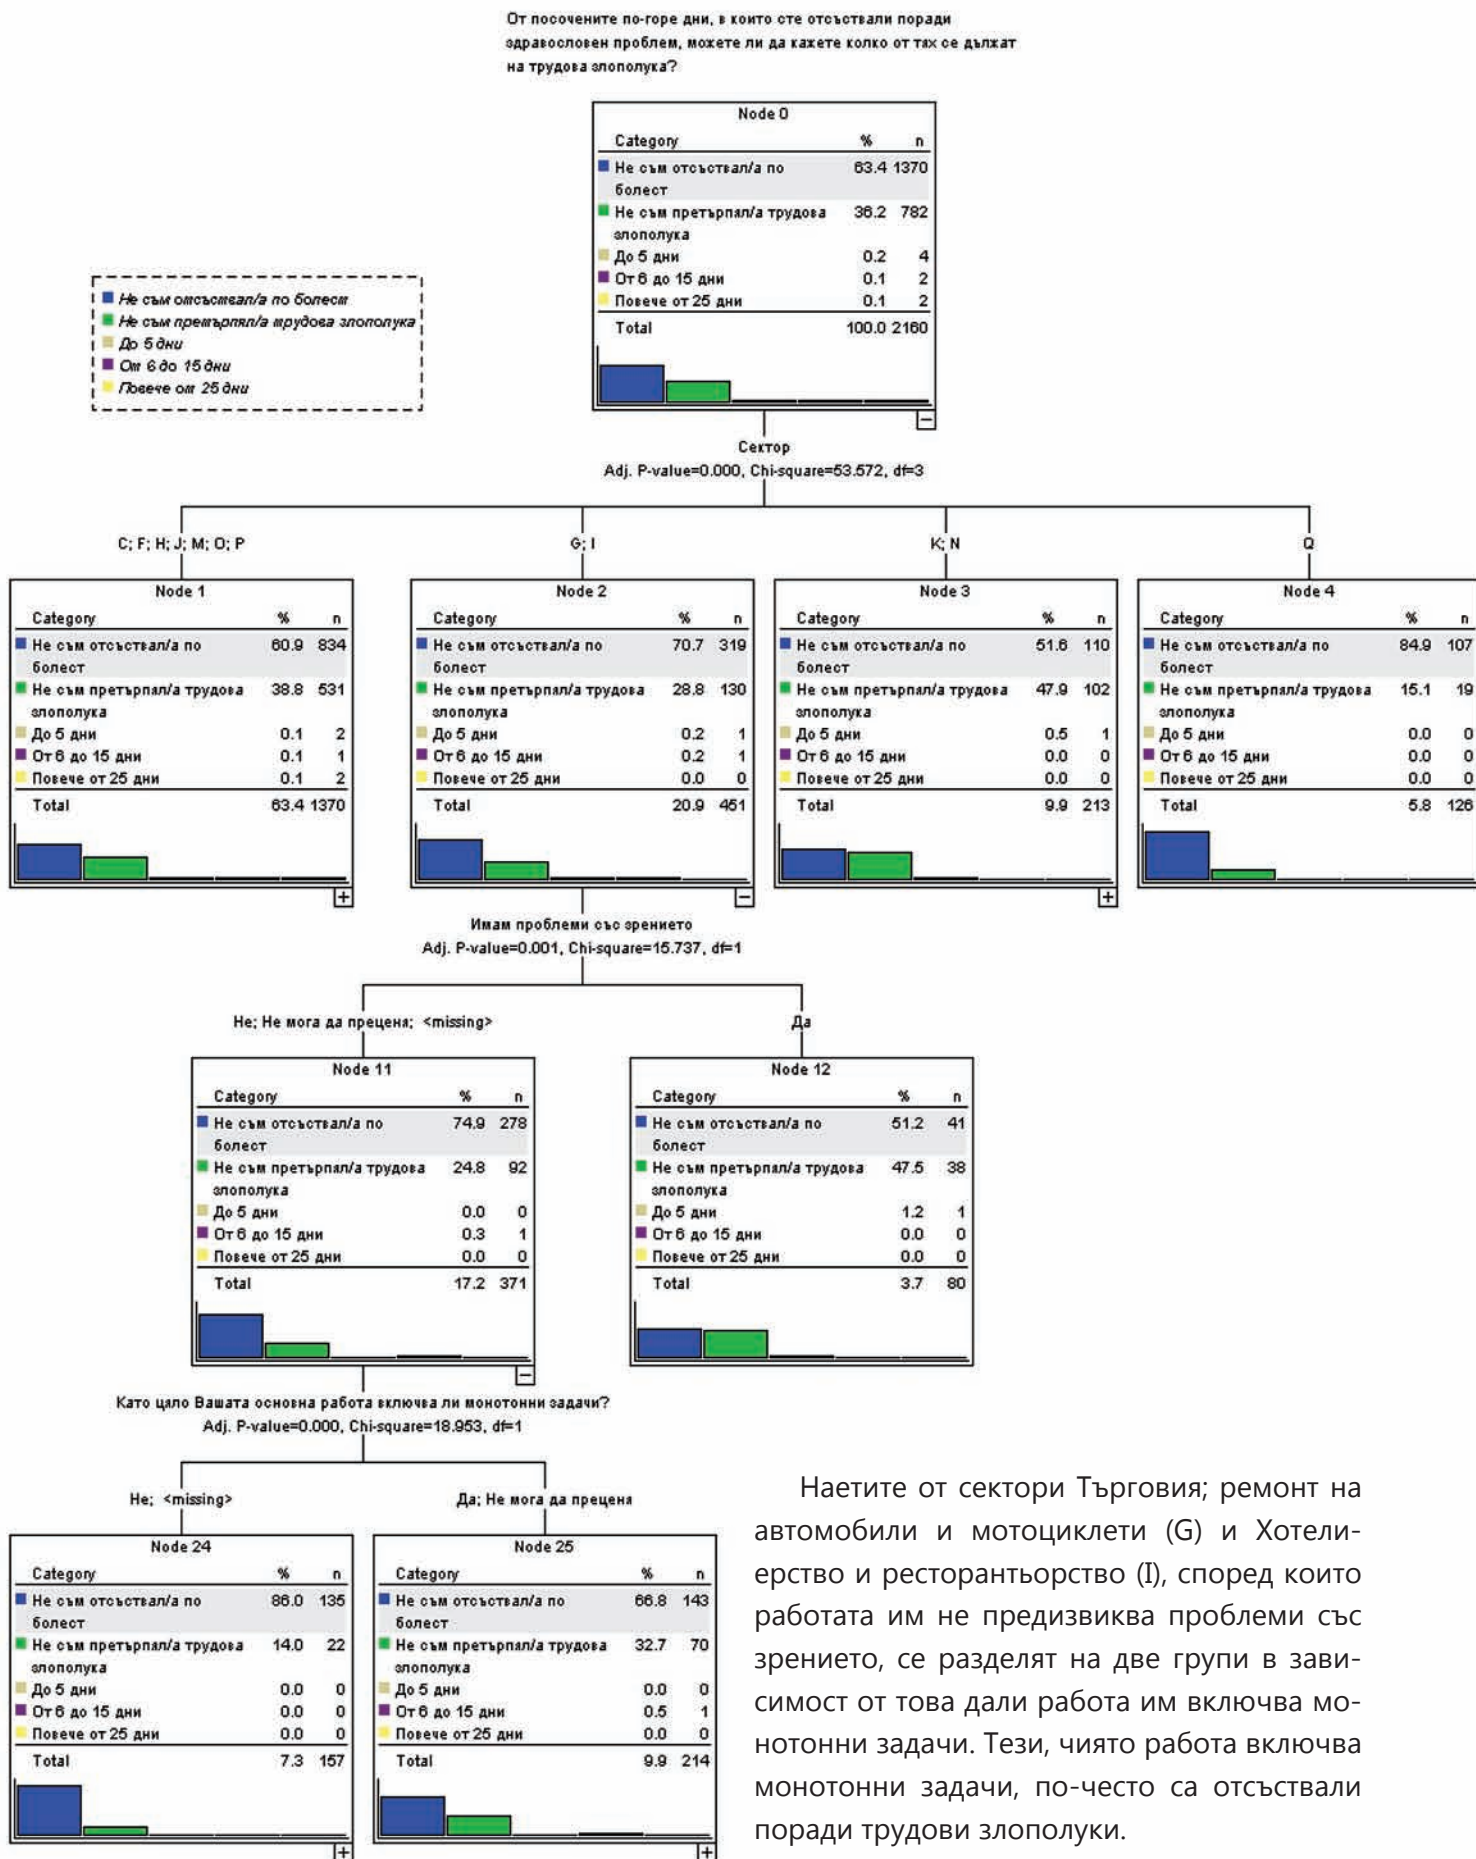 От посочените по-горе дни, в които сте отсъствали поради
здравословен проблем, можете ли да кажете колко от тях се дължат
на трудова злополука?
Node 0
Category % n
Не съм отсъствал/а по 63.4 1370
болест
Не съм претърпял/а трудова 36.2 782
злополука
До 5 дни 0.2 4
От 6 до 15 дни 0.1 2
Повече от 25 дни 0.1 2
Total 100.0 2160
Не съм отсъствал/а по болест
Не съм претърпял/а трудова злополука
До 5 дни
От 6 до 15 дни
Повече от 25 дни
Сектор
Adj. P-value=0.000, Chi-square=53.572, df=3
C; F; H; J; M; O; P
G; I
K; N
Q
Node 1
Category % n
Не съм отсъствал/а по 60.9 834
болест
Не съм претърпял/а трудова 38.8 531
злополука
До 5 дни 0.1 2
От 6 до 15 дни 0.1 1
Повече от 25 дни 0.1 2
Total 63.4 1370
Node 2
Category % n
Не съм отсъствал/а по 70.7 319
болест
Не съм претърпял/а трудова 28.8 130
злополука
До 5 дни 0.2 1
От 6 до 15 дни 0.2 1
Повече от 25 дни 0.0 0
Total 20.9 451
Node 3
Category % n
Не съм отсъствал/а по 51.6 110
болест
Не съм претърпял/а трудова 47.9 102
злополука
До 5 дни 0.5 1
От 6 до 15 дни 0.0 0
Повече от 25 дни 0.0 0
Total 9.9 213
Node 4
Category % n
Не съм отсъствал/а по 84.9 107
болест
Не съм претърпял/а трудова 15.1 19
злополука
До 5 дни 0.0 0
От 6 до 15 дни 0.0 0
Повече от 25 дни 0.0 0
Total 5.8 126
Имам проблеми със зрението
Adj. P-value=0.001, Chi-square=15.737, df=1
Не; Не мога да преценя; <missing>
Да
Node 11
Category % n
Не съм отсъствал/а по 74.9 278
болест
Не съм претърпял/а трудова 24.8 92
злополука
До 5 дни 0.0 0
От 6 до 15 дни 0.3 1
Повече от 25 дни 0.0 0
Total 17.2 371
Node 12
Category % n
Не съм отсъствал/а по 51.2 41
болест
Не съм претърпял/а трудова 47.5 38
злополука
До 5 дни 1.2 1
От 6 до 15 дни 0.0 0
Повече от 25 дни 0.0 0
Total 3.7 80
Като цяло Вашата основна работа включва ли монотонни задачи?
Adj. P-value=0.000, Chi-square=18.953, df=1
Не; <missing>
Да; Не мога да преценя
Node 24
Category % n
Не съм отсъствал/а по 86.0 135
болест
Не съм претърпял/а трудова 14.0 22
злополука
До 5 дни 0.0 0
От 6 до 15 дни 0.0 0
Повече от 25 дни 0.0 0
Total 7.3 157
Node 25
Category % n
Не съм отсъствал/а по 66.8 143
болест
Не съм претърпял/а трудова 32.7 70
злополука
До 5 дни 0.0 0
От 6 до 15 дни 0.5 1
Повече от 25 дни 0.0 0
Total 9.9 214
Наетите от сектори Търговия; ремонт на
автомобили и мотоциклети (G) и Хотели-
ерство и ресторантьорство (I), според които
работата им не предизвиква проблеми със
зрението, се разделят на две групи в зави-
симост от това дали работа им включва мо-
нотонни задачи. Тези, чиято работа включва
монотонни задачи, по-често са отсъствали
поради трудови злополуки.